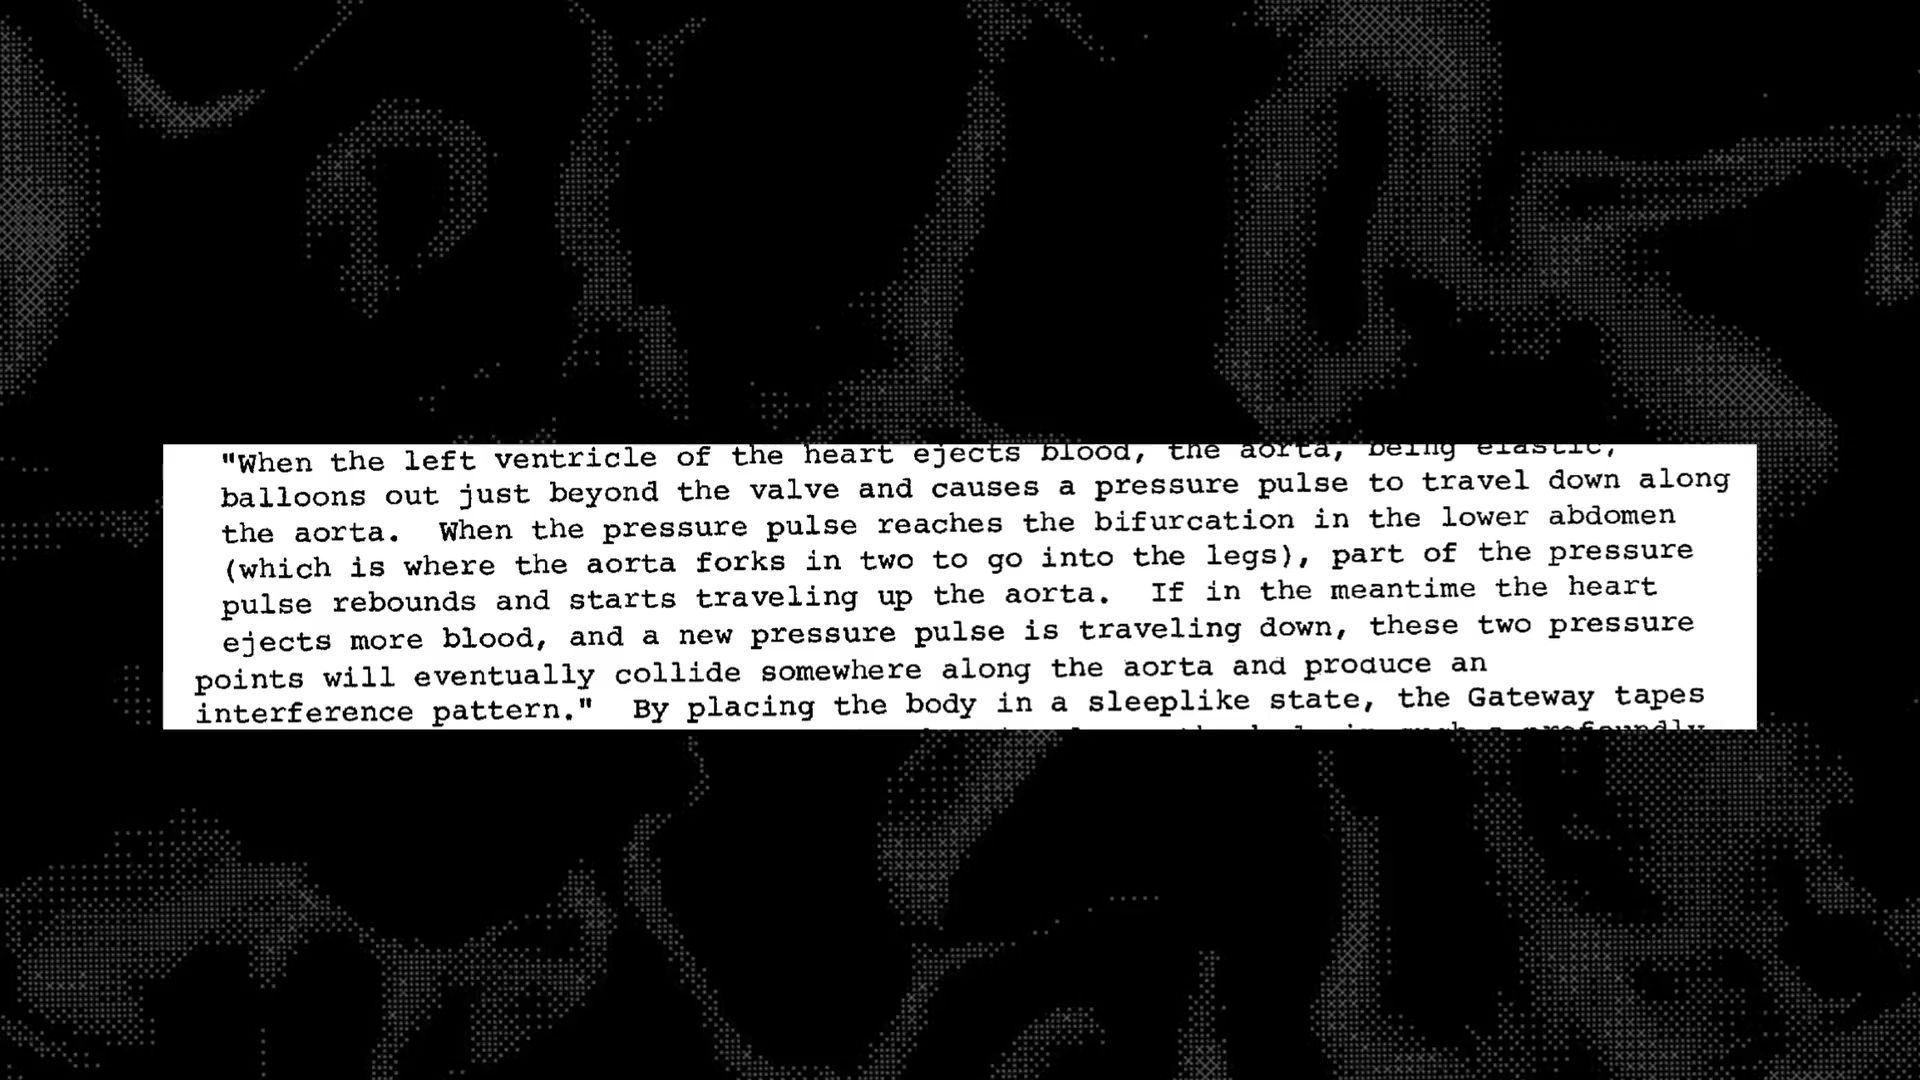 "When the left ventricle of the heart ejects blood, the aorta, being elastic,
balloons out just beyond the valve and causes a pressure pulse to travel down along
the aorta.  When the pressure pulse reaches the bifurcation in the lower abdomen
(which is where the aorta forks in two to go into the legs), part of the pressure
pulse rebounds and starts traveling up the aorta.  If in the meantime the heart
ejects more blood, and a new pressure pulse is traveling down, these two pressure
points will eventually collide somewhere along the aorta and produce an
interference pattern."  By placing the body in a sleeplike state, the Gateway tapes
profoundly